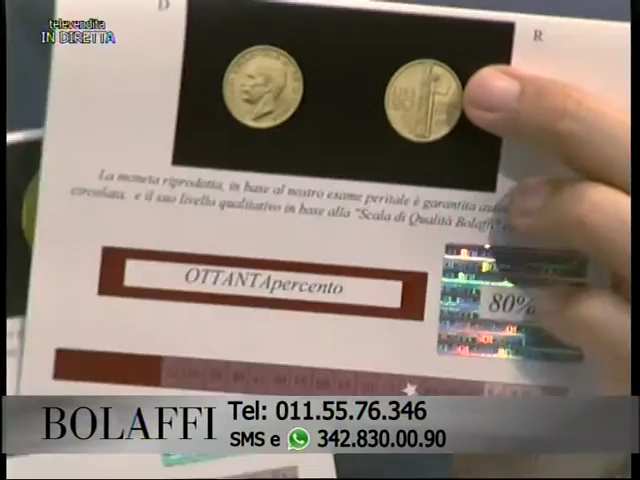 televendita
IN DIRETTA
D
R
La moneta riprodotta, in base al nostro esame peritale è garantita
circolata. e il suo livello qualitativo in base alla "Scala di Qualità Bolaffi"
OTTANTApercento
80%
BOLAFFI
Tel: 011.55.76.346
SMS e 342.830.00.90